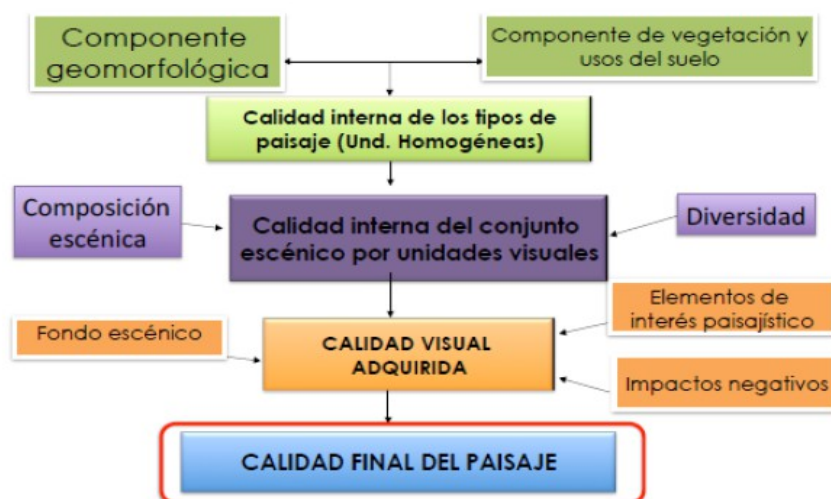 Componente
geomorfológica
Componente de vegetación y
usos del suelo
Calidad interna de los tipos de
paisaje (Und. Homogéneas)
Composición
escénica
Calidad interna del conjunto
escénico por unidades visuales
Diversidad
Fondo escénico
CALIDAD VISUAL
ADQUIRIDA
Elementos de
interés paisajístico
Impactos negativos
CALIDAD FINAL DEL PAISAJE